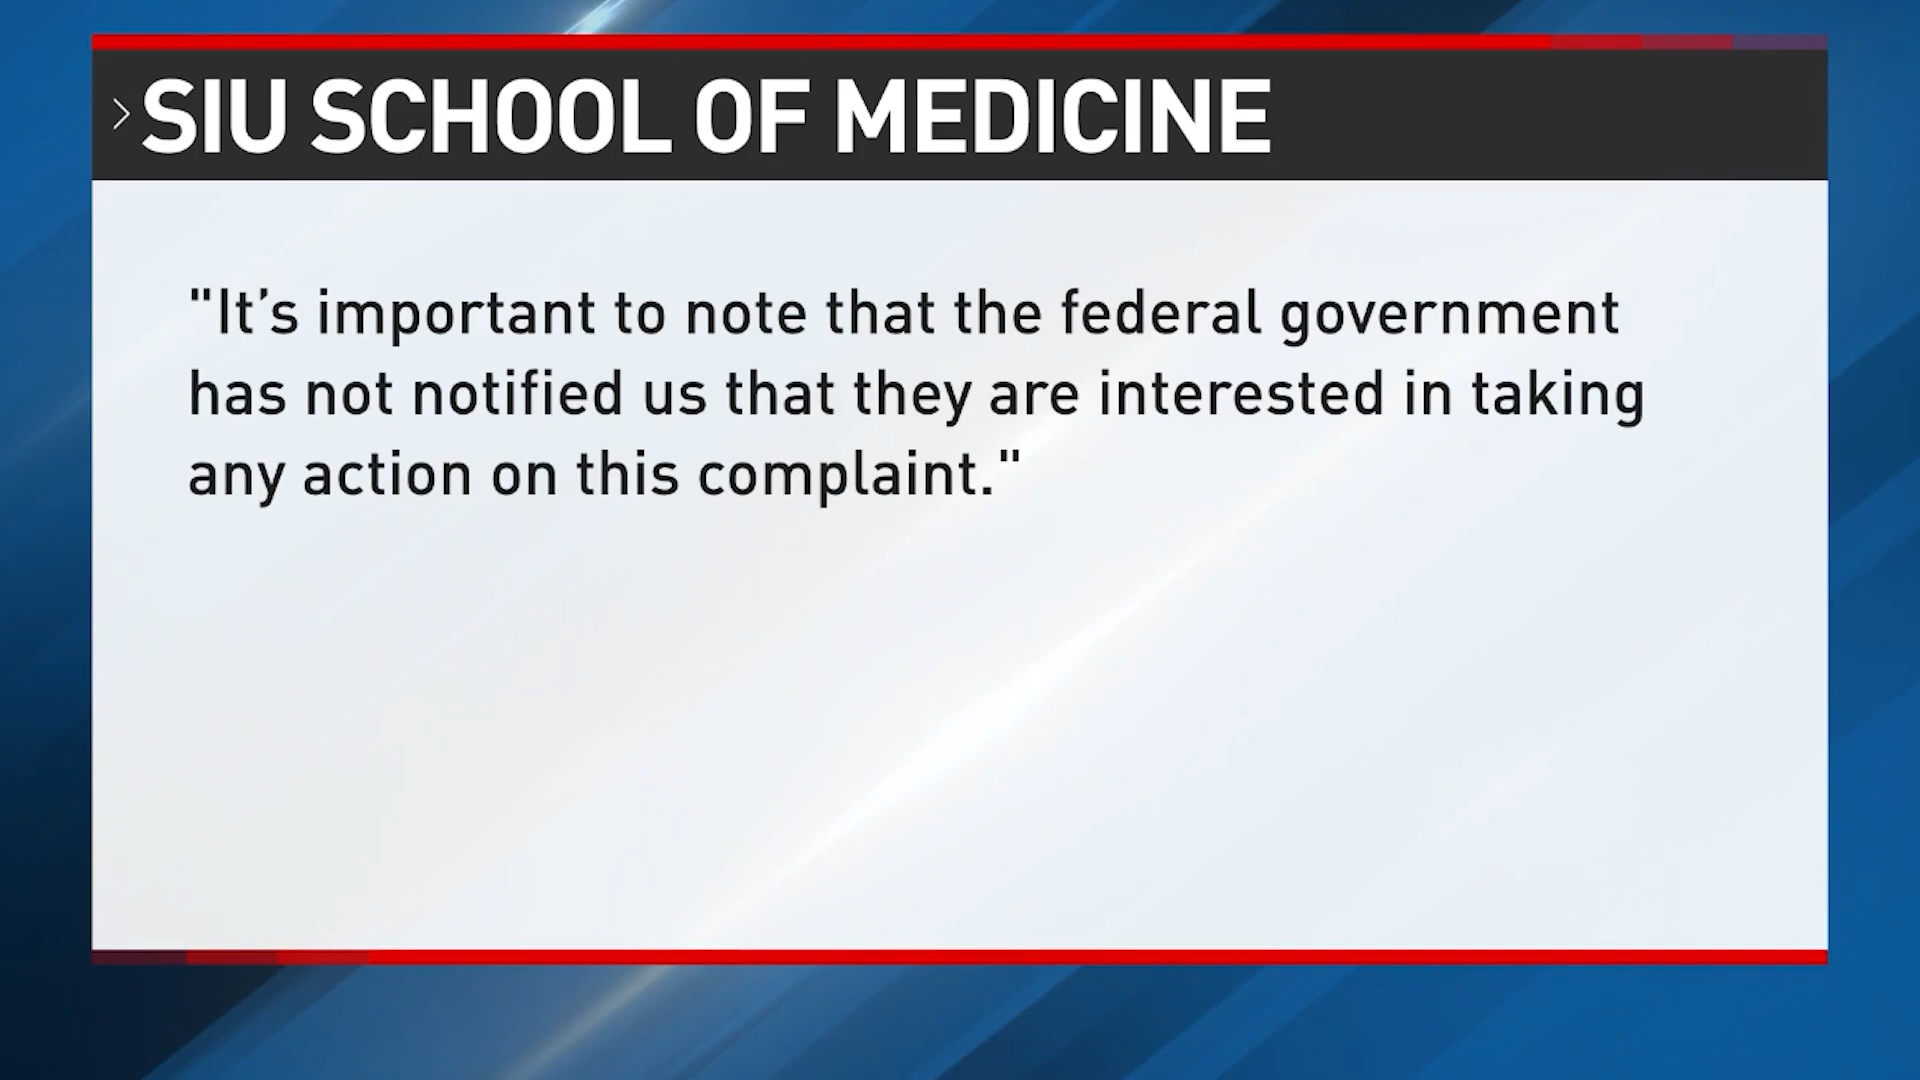 SIU SCHOOL OF MEDICINE
"It’s important to note that the federal government
has not notified us that they are interested in taking
any action on this complaint."